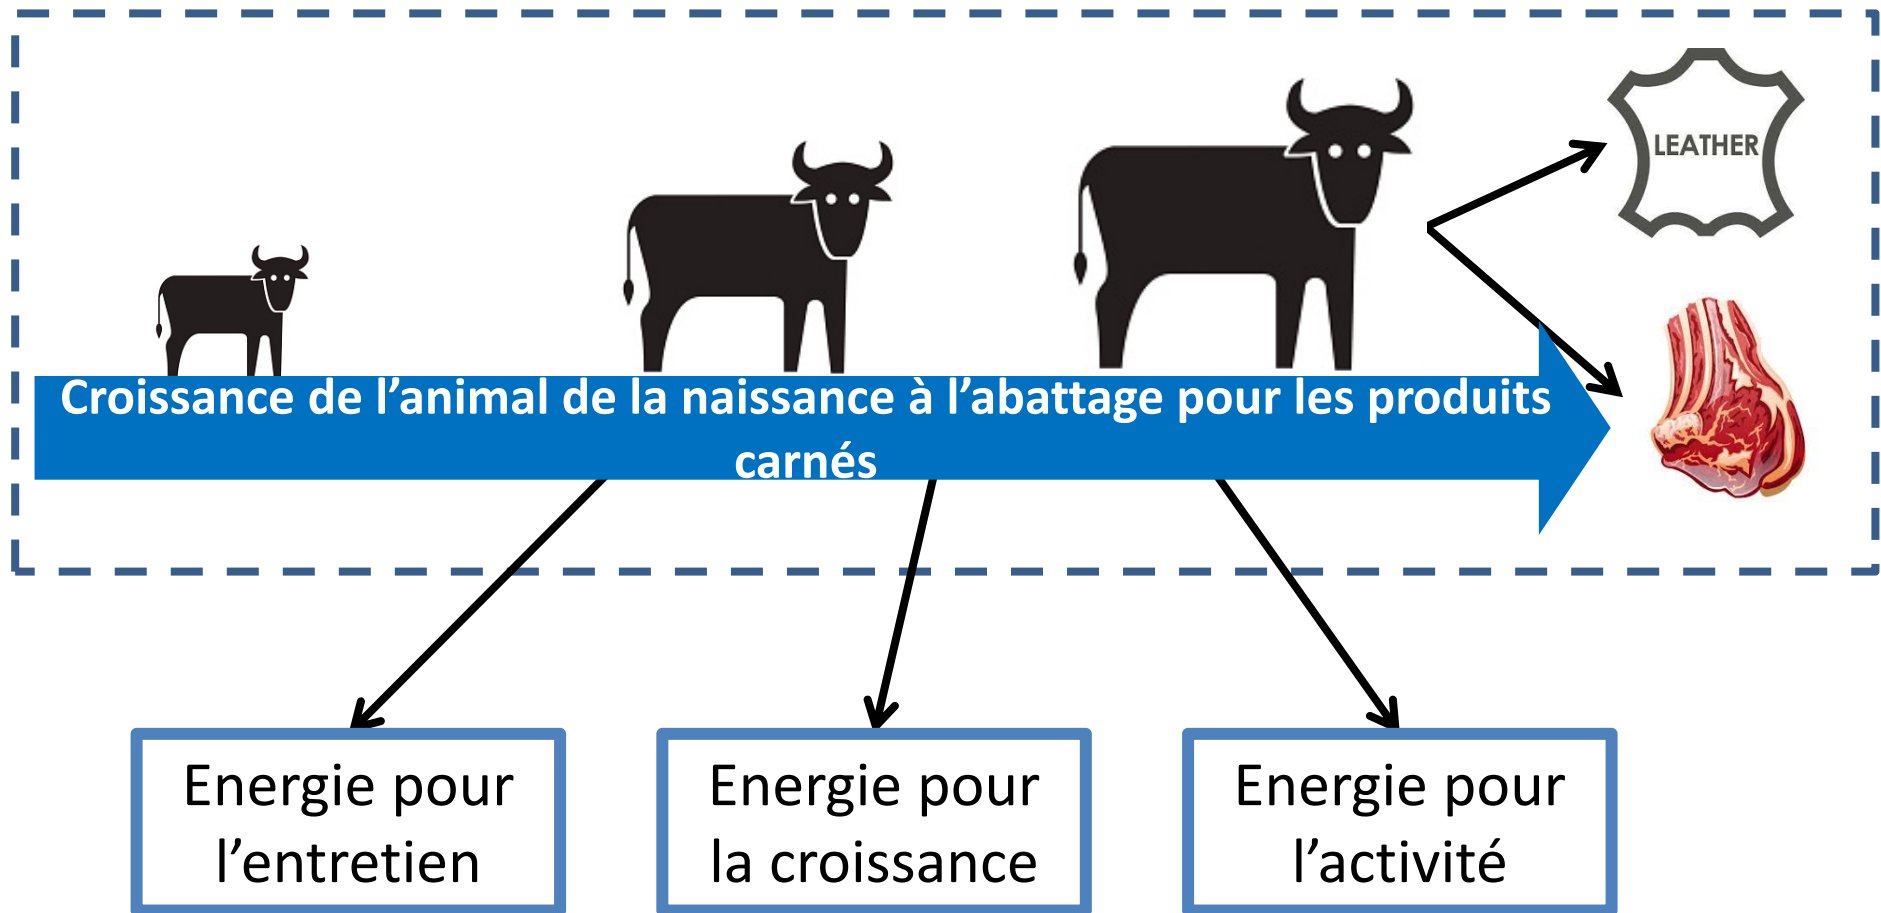 LEATHER
Croissance de l’animal de la naissance à l’abattage pour les produits
carnés
Energie pour
l’entretien
Energie pour
la croissance
Energie pour
l’activité